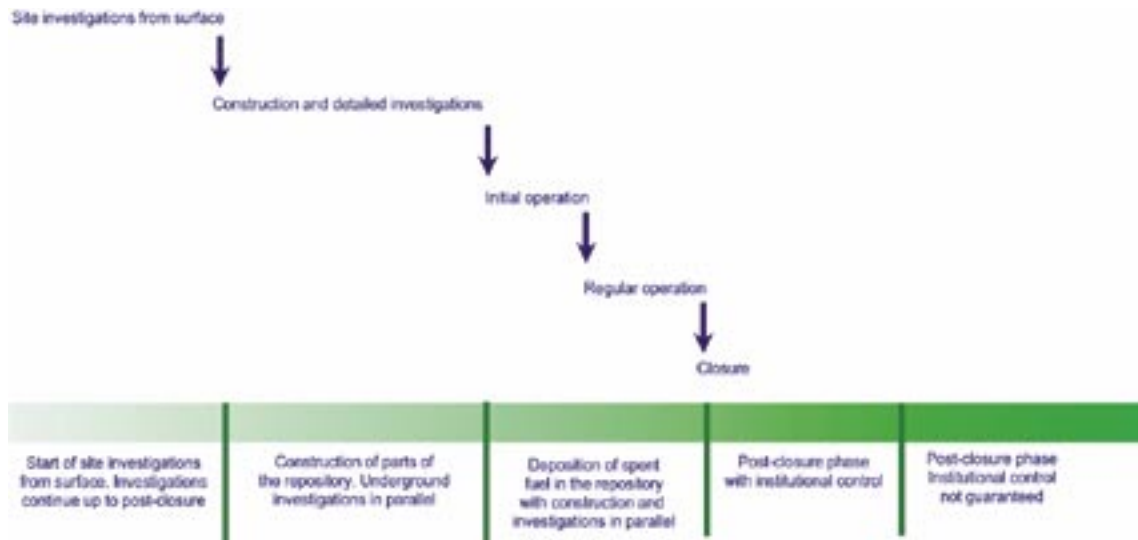 Site investigations from surface
Construction and detailed investigations
Initial operation
Regular operation
Closure
Start of site investigations
from surface. Investigations
continue up to post-closure
Construction of parts of
the repository. Underground
investigations in parallel
Deposition of spent
fuel in the repository
with construction and
investigations in parallel
Post-closure phase
with institutional control
Post-closure phase
Institutional control
not guaranteed